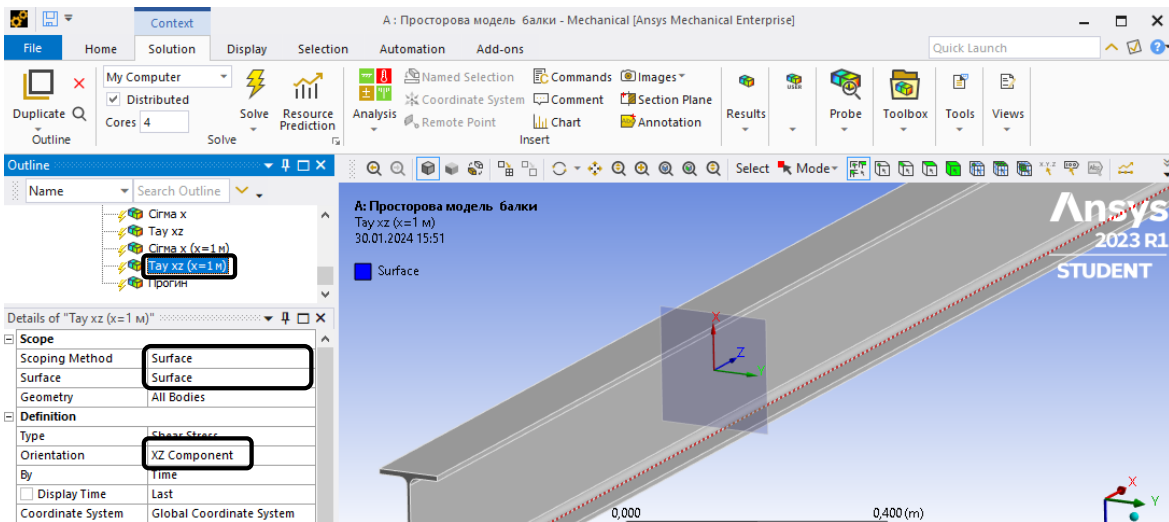 Context
A : Просторова модель балки - Mechanical [Ansys Mechanical Enterprise]
File Home Solution Display Selection Automation Add-ons Quick Launch
Duplicate Q
Outline
My Computer
Distributed
Cores 4
Solve
Resource Prediction
Solve
Analysis
Named Selection
Coordinate System
Remote Point
Commands
Comment
Chart
Images
Section Plane
Annotation
Insert
Results
USER
Probe
Toolbox
Tools
Views
Outline
Name Search Outline
Select Mode
Сігма x
Тау xz
Сігма x (x=1 м)
Тау xz (x=1 м)
Прогин
A: Просторова модель балки
Тау xz (x=1 м)
30.01.2024 15:51
Surface
Ansys
2023 R1
STUDENT
X
Z
Details of "Тау xz (x=1 м)"
Scope
Scoping Method Surface
Surface Surface
Geometry All Bodies
Definition
Type Shear Stress
Orientation XZ Component
By Time
Display Time Last
Coordinate System Global Coordinate System
0,000 0,400 (m)
X
Y